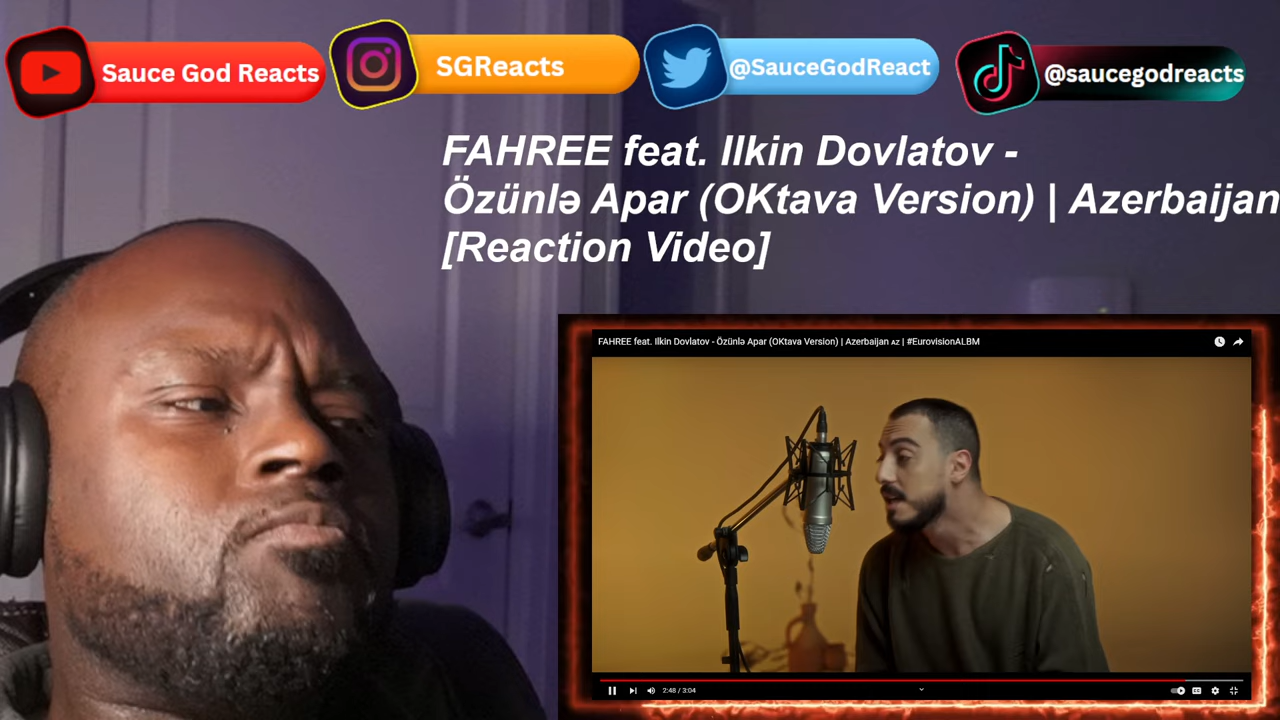 Sauce God Reacts
SGReacts
@SauceGodReact
@saucegodreacts
FAHREE feat. Ilkin Dovlatov -
Özünlə Apar (OKtava Version) | Azerbaijan
[Reaction Video]
FAHREE feat. Ilkin Dovlatov - Özünlə Apar (OKtava Version) | Azerbaijan AZ | #EurovisionALBM
2:48 / 3:04